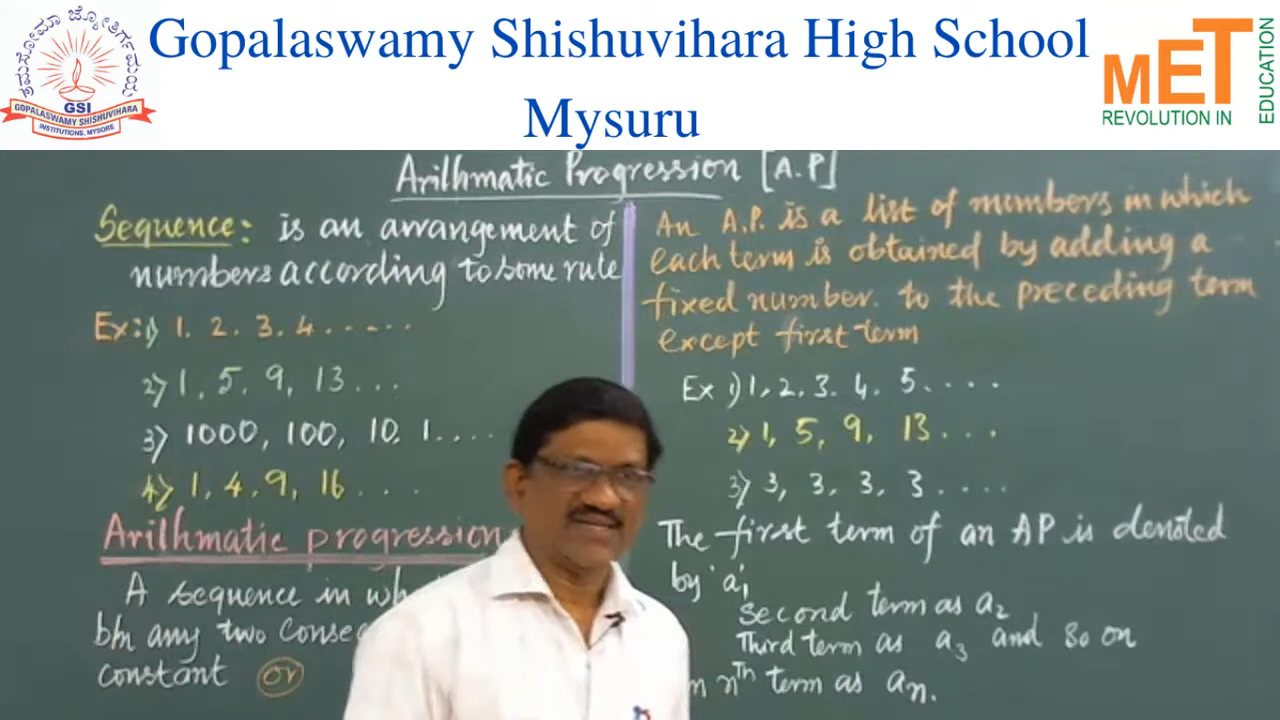 Gopalaswamy Shishuvihara High School
Mysuru
ತಮಸೋಮಾ ಜ್ಯೋತಿರ್ಗಮಯ
GSI
GOPALASWAMY SHISHUVIHARA
INSTITUTIONS, MYSORE
MET
REVOLUTION IN
EDUCATION
Arithmatic Progression [A.P]
Sequence: is an arrangement of
numbers according to some rule
Ex: 1) 1. 2. 3. 4......
2) 1, 5, 9, 13...
3) 1000, 100, 10, 1....
4) 1, 4, 9, 16...
Arithmatic progression
A sequence in wh
b/n any two Conse
constant or
An A.P. is a list of numbers in which
each term is obtained by adding a
fixed number. to the preceding term
except first term
Ex 1) 1, 2. 3. 4. 5....
2) 1, 5, 9, 13...
3) 3, 3, 3, 3....
The first term of an AP is denoted
by 'a₁'
Second term as a₂
Third term as a₃ and so on
nᵀʰ term as aₙ.